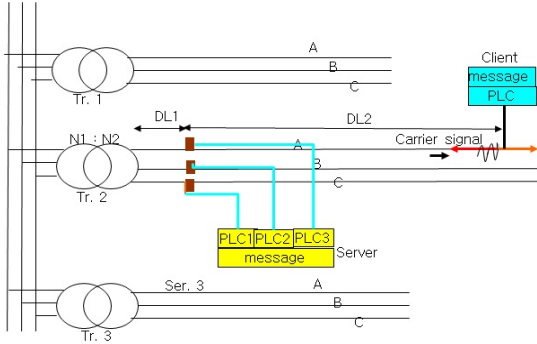 A
B
C
Tr. 1
Client
message
PLC
DL1
DL2
N1 : N2
Carrier signal
A
B
C
Tr. 2
PLC1 PLC2 PLC3
message
Server
Ser. 3
A
B
C
Tr. 3